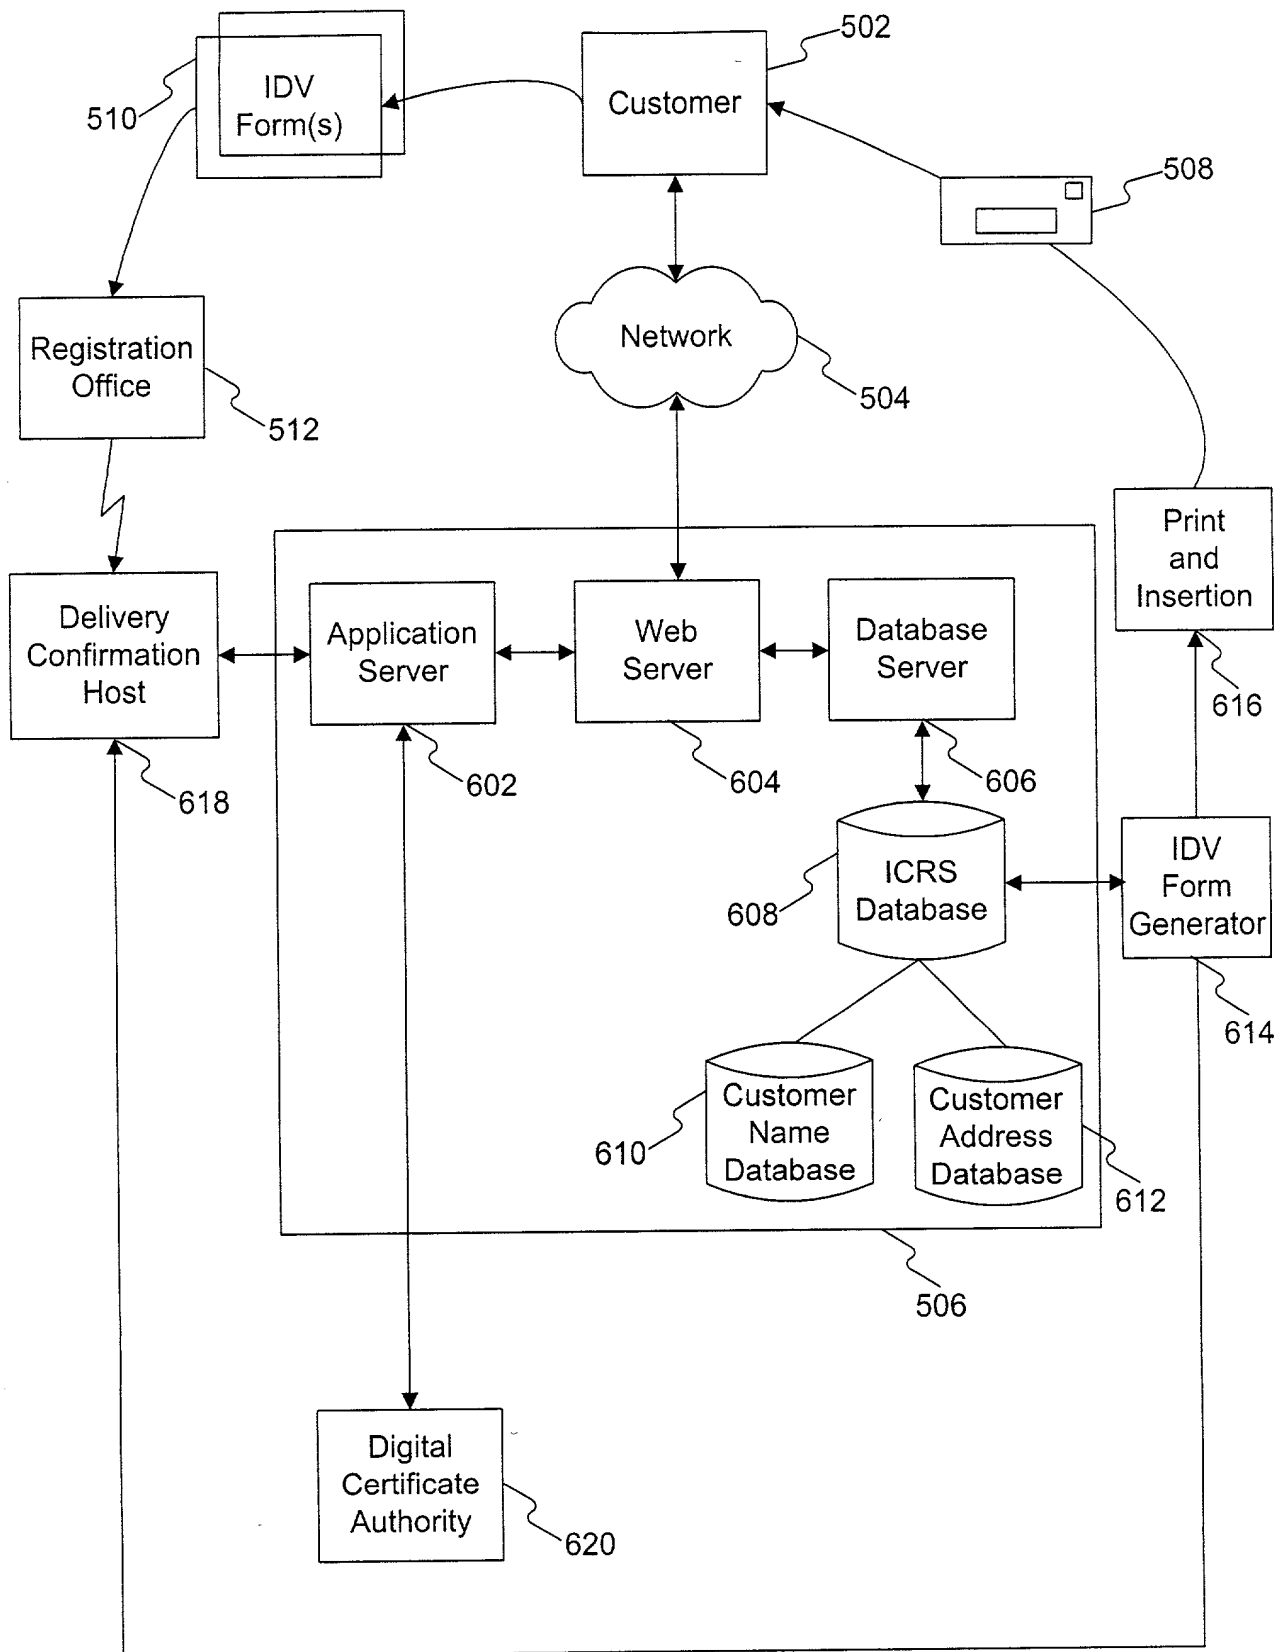 502
IDV
Form(s)
510
Customer
508
Network
504
Registration
Office
512
Print
and
Insertion
616
Delivery
Confirmation
Host
618
Application
Server
602
Web
Server
604
Database
Server
606
ICRS
Database
608
IDV
Form
Generator
614
Customer
Name
Database
610
Customer
Address
Database
612
506
Digital
Certificate
Authority
620